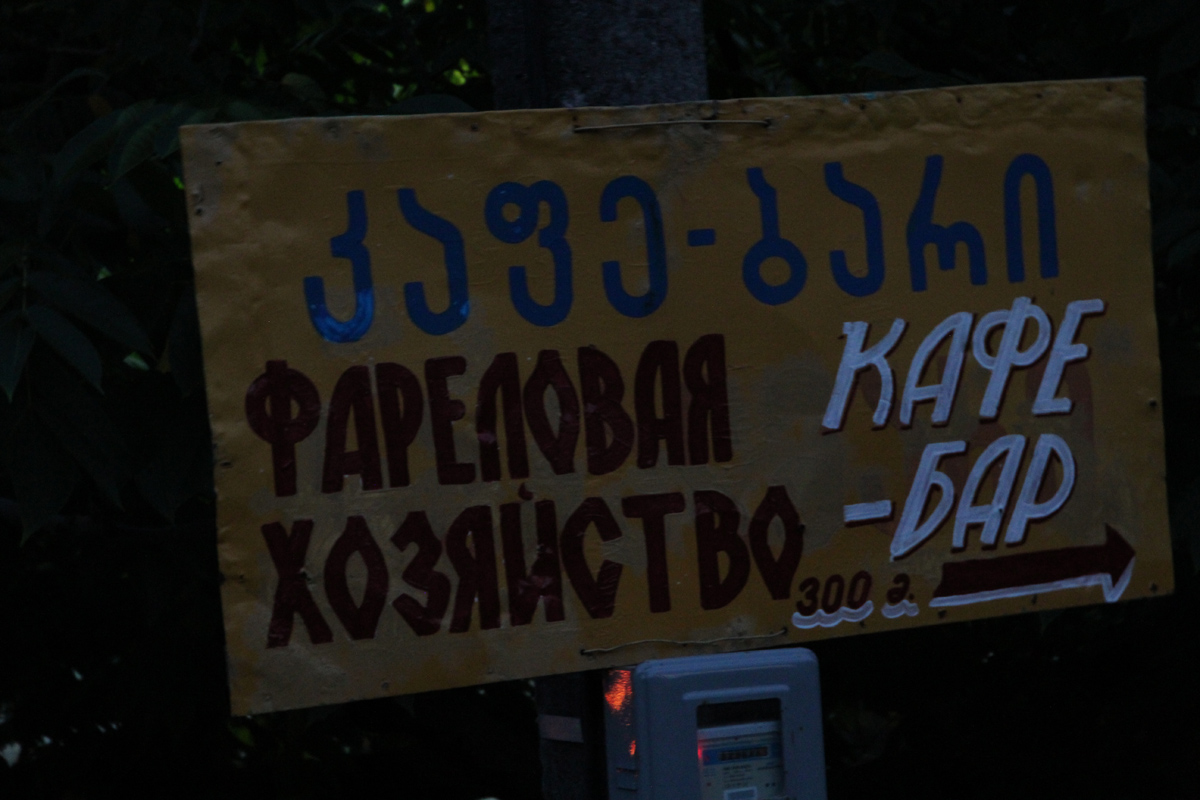 კაფე-ბარი
ФАРЕЛОВАЯ
ХОЗЯЙСТВО
КАФЕ
-БАР
300 მ.